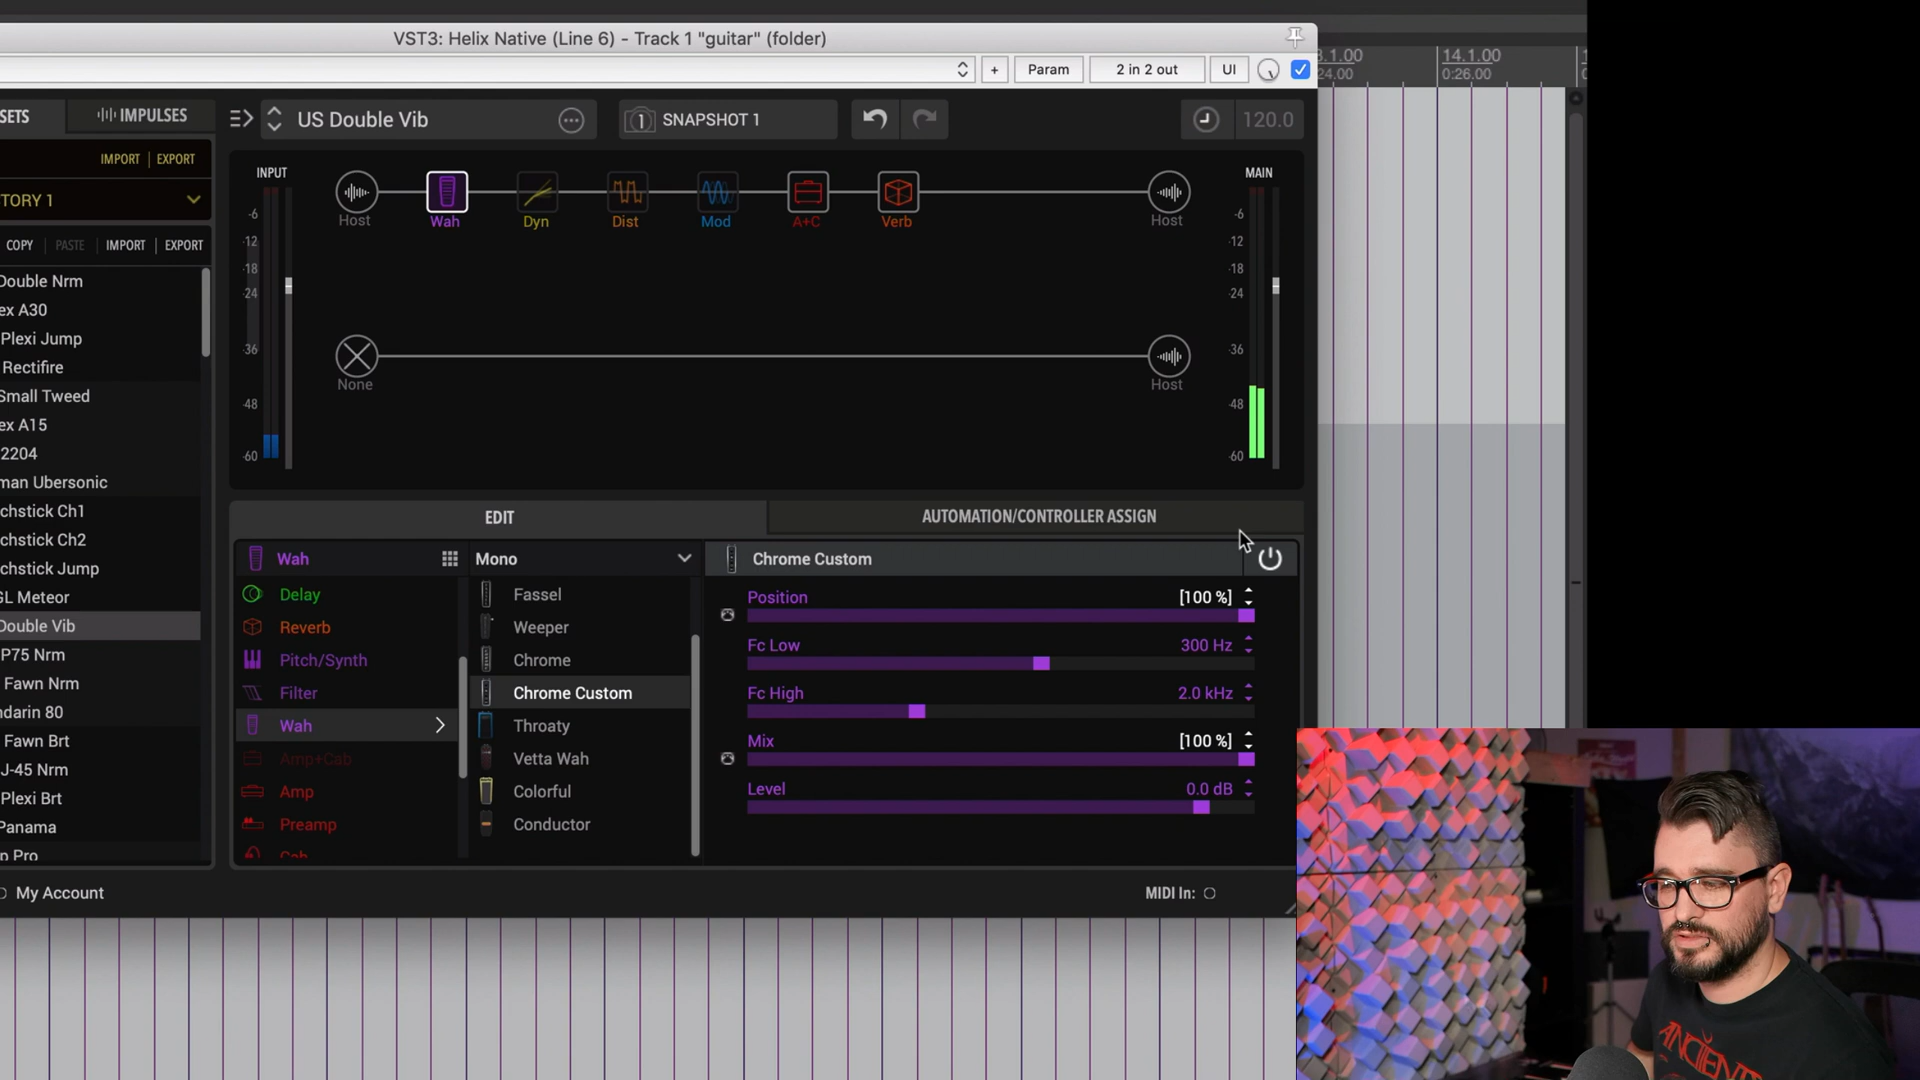 VST3: Helix Native (Line 6) - Track 1 "guitar" (folder)
+ Param 2 in 2 out UI
3.1.00 14.1.00
24.00 0:26.00
SETS IMPULSES
US Double Vib
1 SNAPSHOT 1
120.0
IMPORT | EXPORT
TORY 1
COPY | PASTE | IMPORT | EXPORT
Double Nrm
ex A30
Plexi Jump
Rectifire
Small Tweed
ex A15
2204
man Ubersonic
chstick Ch1
chstick Ch2
chstick Jump
GL Meteor
Double Vib
P75 Nrm
Fawn Nrm
ndarin 80
Fawn Brt
J-45 Nrm
Plexi Brt
Panama
p Pro
My Account
INPUT
-6
-12
-18
-24
-36
-48
-60
Host Wah Dyn Dist Mod A+C Verb Host
None Host
MAIN
-6
-12
-18
-24
-36
-48
-60
EDIT AUTOMATION/CONTROLLER ASSIGN
Wah
Delay
Reverb
Pitch/Synth
Filter
Wah
Amp+Cab
Amp
Preamp
Cab
Mono
Fassel
Weeper
Chrome
Chrome Custom
Throaty
Vetta Wah
Colorful
Conductor
Chrome Custom
Position [100 %]
Fc Low 300 Hz
Fc High 2.0 kHz
Mix [100 %]
Level 0.0 dB
MIDI In:
ANCIENT